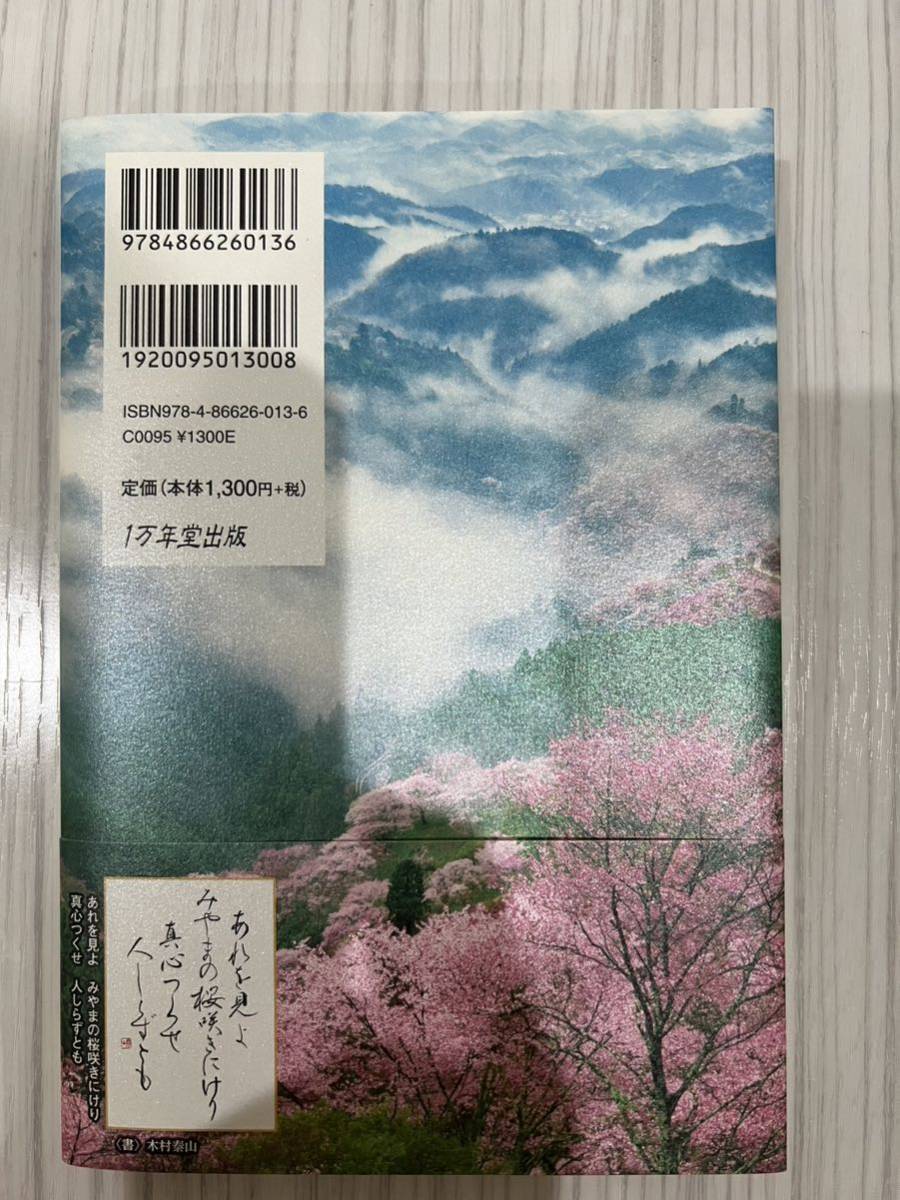 9784866260136
1920095013008
ISBN978-4-86626-013-6
C0095 ¥1300E
定価(本体1,300円+税)
1万年堂出版
あれを見よ
みやまの桜咲きにけり
真心つくせ
人しらずとも
あれを見よ みやまの桜咲きにけり
真心つくせ 人しらずとも
〈書〉木村泰山